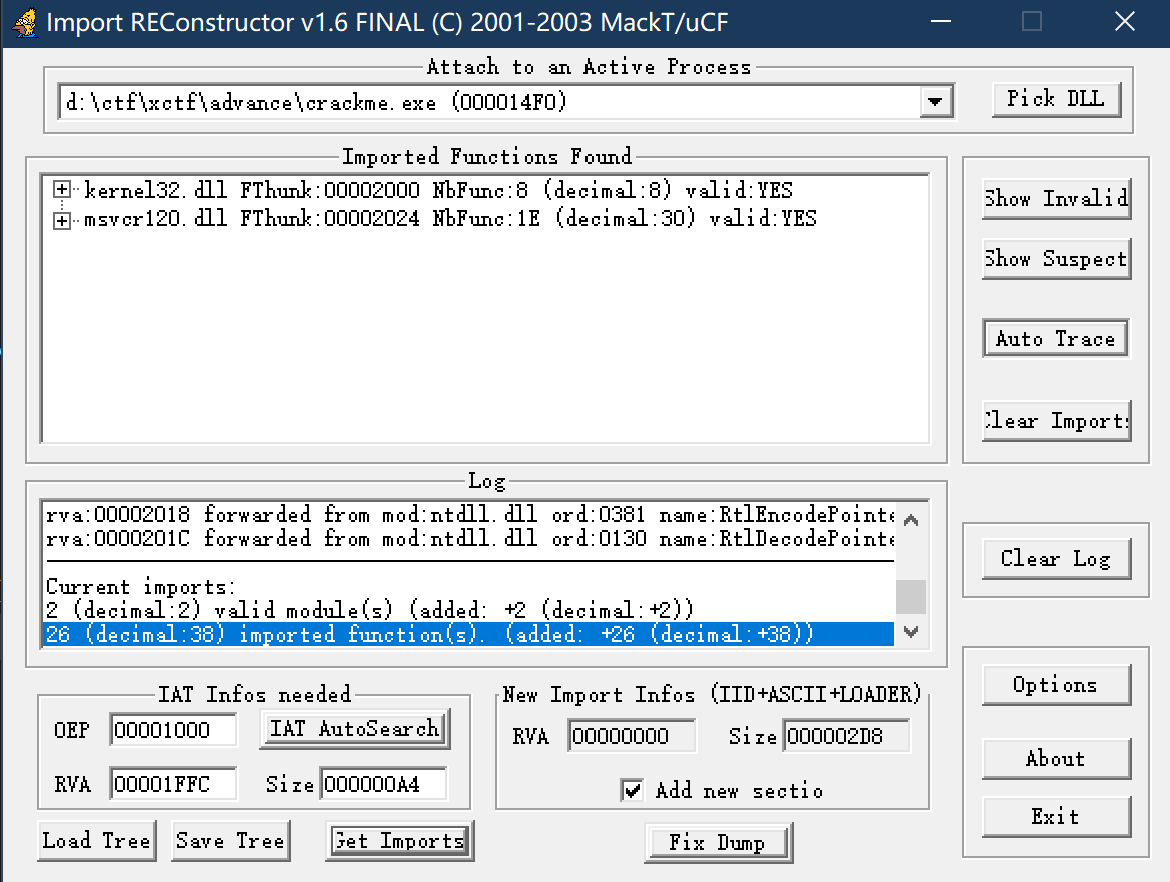 Import REConstructor v1.6 FINAL (C) 2001-2003 MackT/uCF
Attach to an Active Process
d:\ctf\xctf\advance\crackme.exe (000014F0)
Pick DLL
Imported Functions Found
kernel32.dll FThunk:00002000 NbFunc:8 (decimal:8) valid:YES
msvcr120.dll FThunk:00002024 NbFunc:1E (decimal:30) valid:YES
Show Invalid
Show Suspect
Auto Trace
Clear Imports
Log
rva:00002018 forwarded from mod:ntdll.dll ord:0381 name:RtlEncodePointe
rva:0000201C forwarded from mod:ntdll.dll ord:0130 name:RtlDecodePointe
Current imports:
2 (decimal:2) valid module(s) (added: +2 (decimal:+2))
26 (decimal:38) imported function(s). (added: +26 (decimal:+38))
Clear Log
IAT Infos needed
OEP 00001000 IAT AutoSearch
RVA 00001FFC Size 000000A4
New Import Infos (IID+ASCII+LOADER)
RVA 00000000 Size 000002D8
Add new sectio
Options
About
Exit
Load Tree Save Tree Get Imports Fix Dump